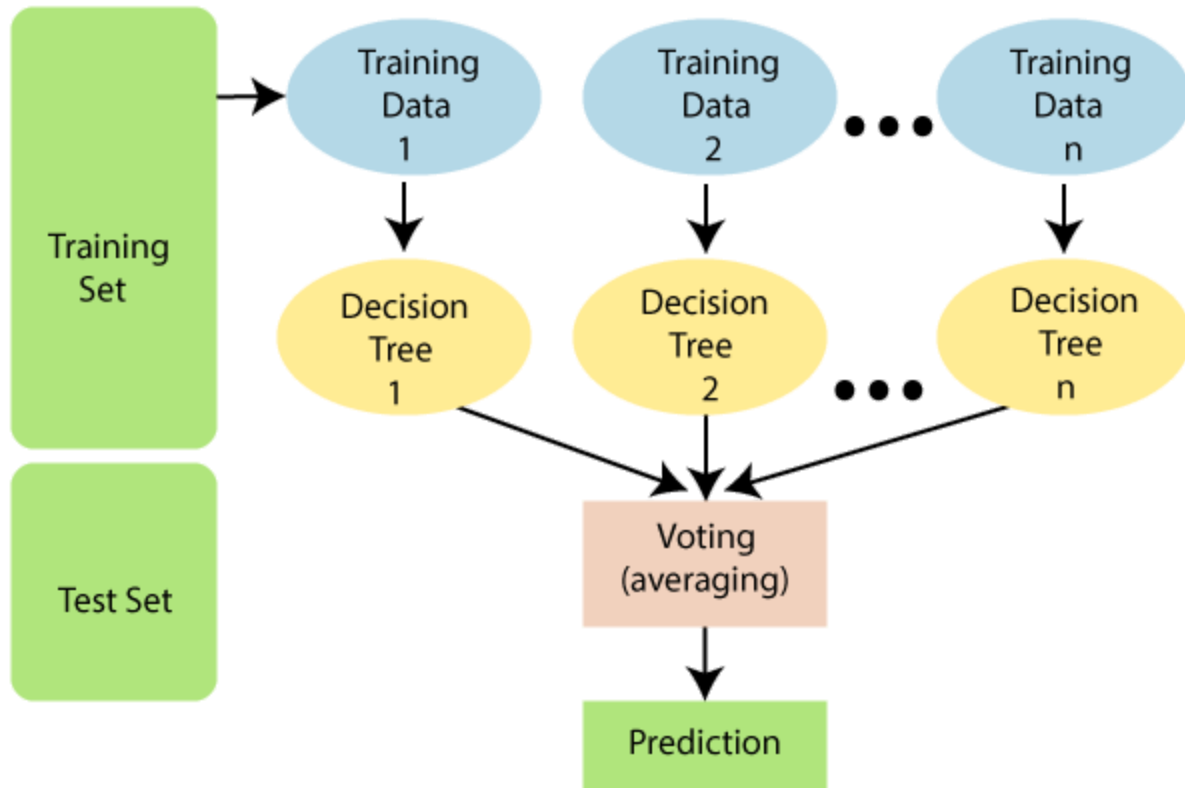 Training
Set
Test Set
Training
Data
1
Training
Data
2
Training
Data
n
Decision
Tree
1
Decision
Tree
2
Decision
Tree
n
Voting
(averaging)
Prediction